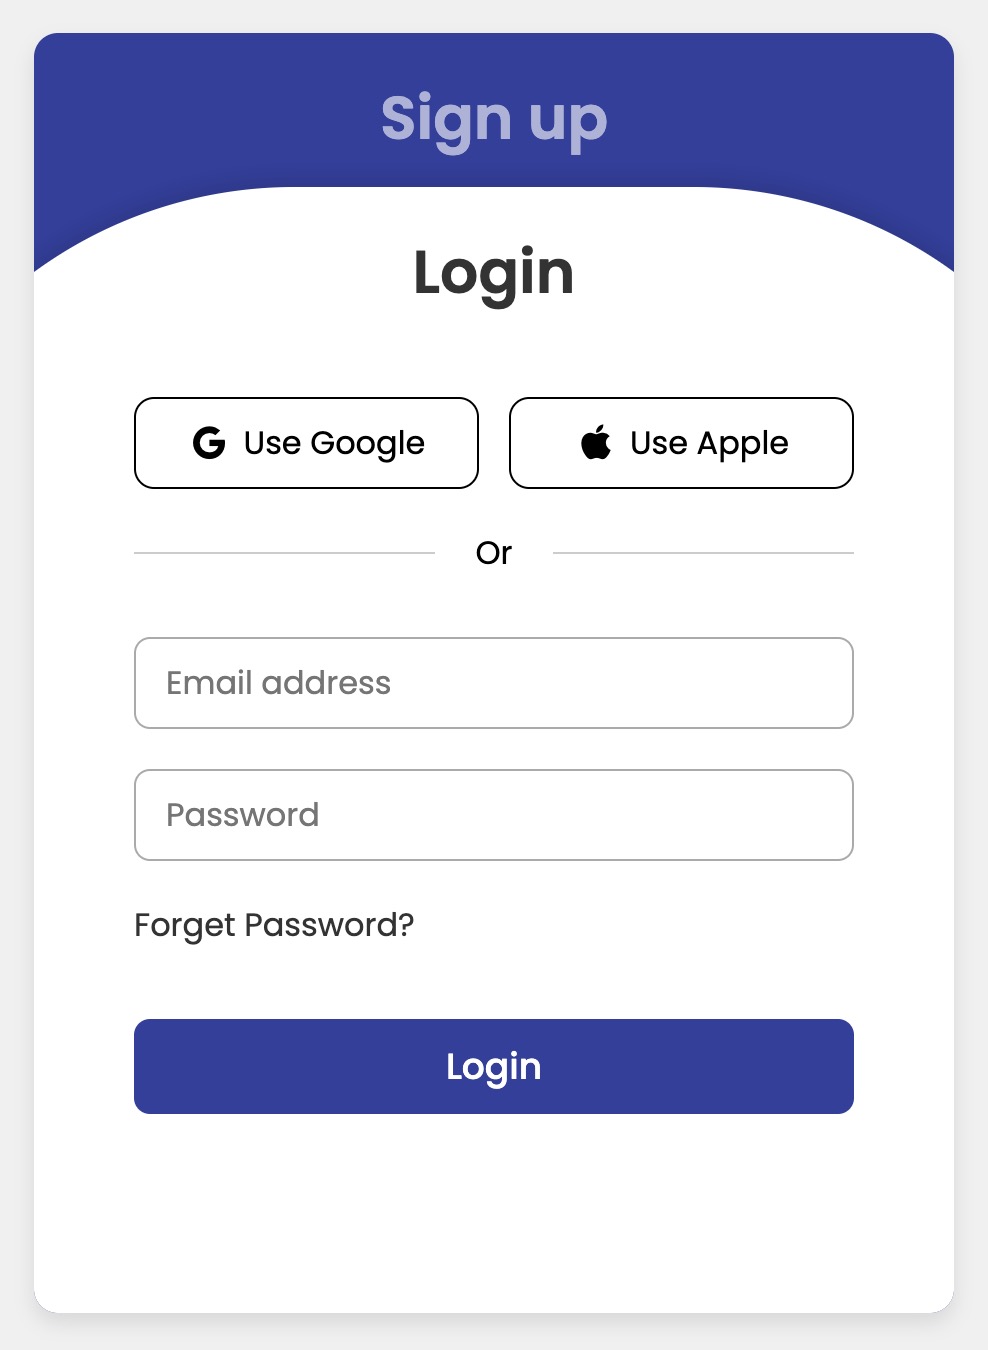 Sign up
Login
Use Google
Use Apple
Or
Email address
Password
Forget Password?
Login